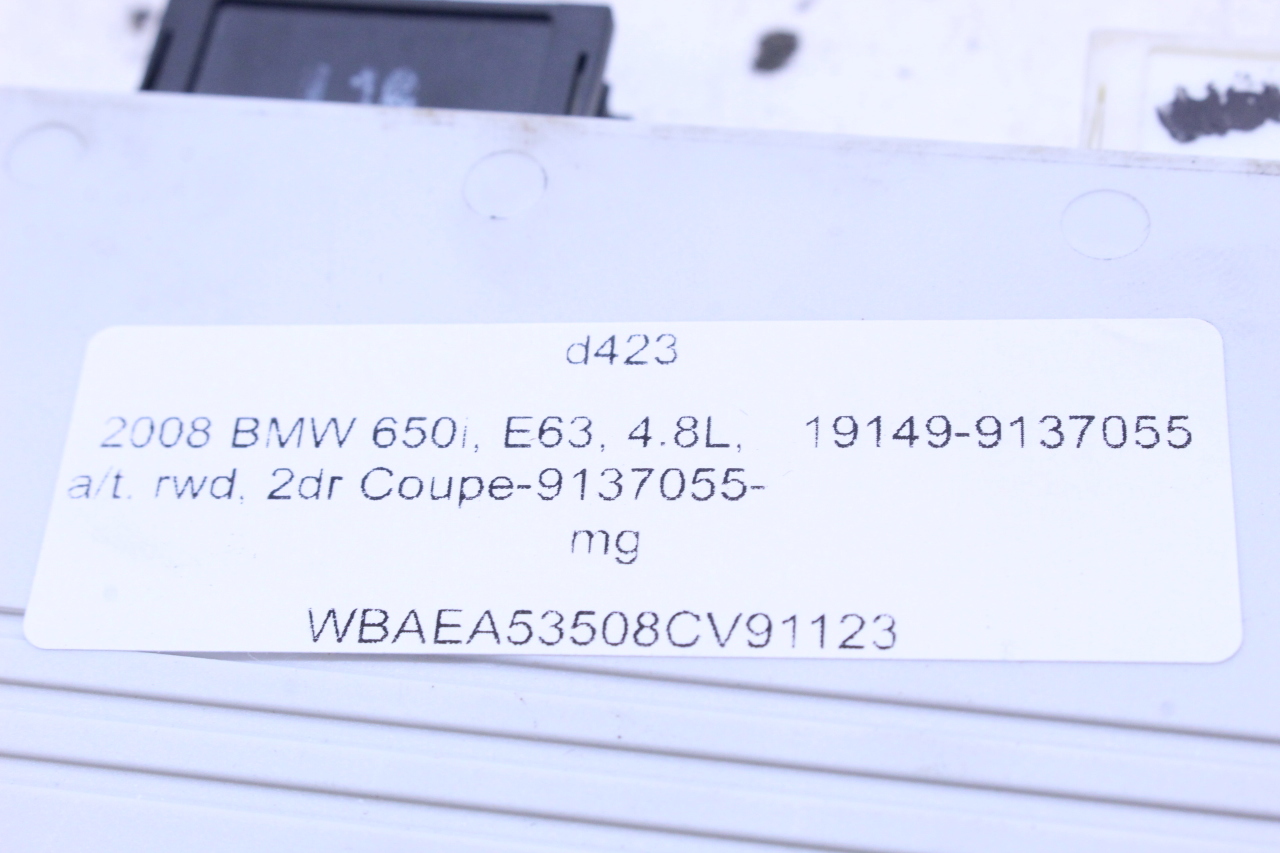 d423
2008 BMW 650i, E63, 4.8L, 19149-9137055
a/t. rwd, 2dr Coupe-9137055-
mg
WBAEA53508CV91123